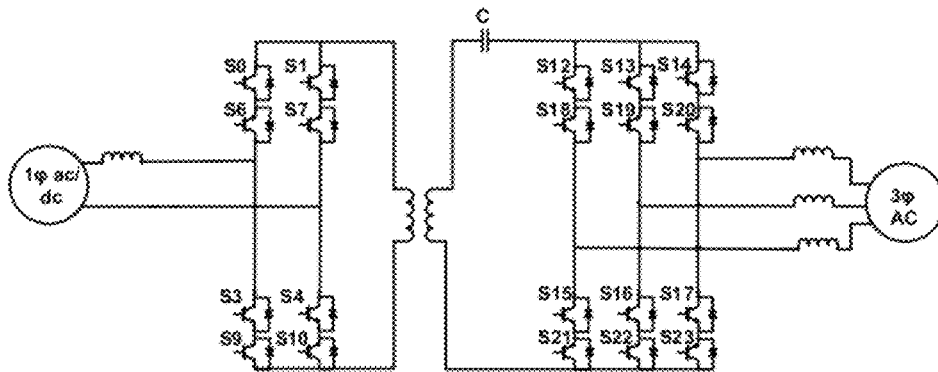 C
S0 S1 S12 S13 S14
S6 S7 S18 S19 S20
1φ ac/
dc
3φ
AC
S3 S4 S15 S16 S17
S9 S10 S21 S22 S23